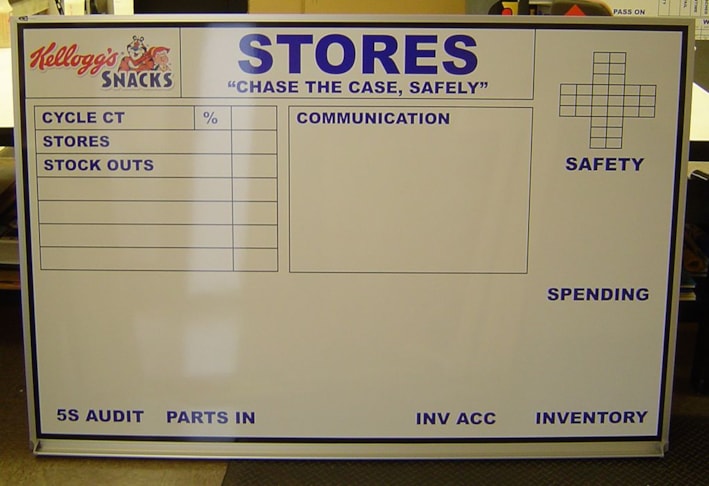 Kellogg's
SNACKS
STORES
“CHASE THE CASE, SAFELY”
CYCLE CT %
STORES
STOCK OUTS
COMMUNICATION
SAFETY
SPENDING
5S AUDIT PARTS IN INV ACC INVENTORY
PASS ON